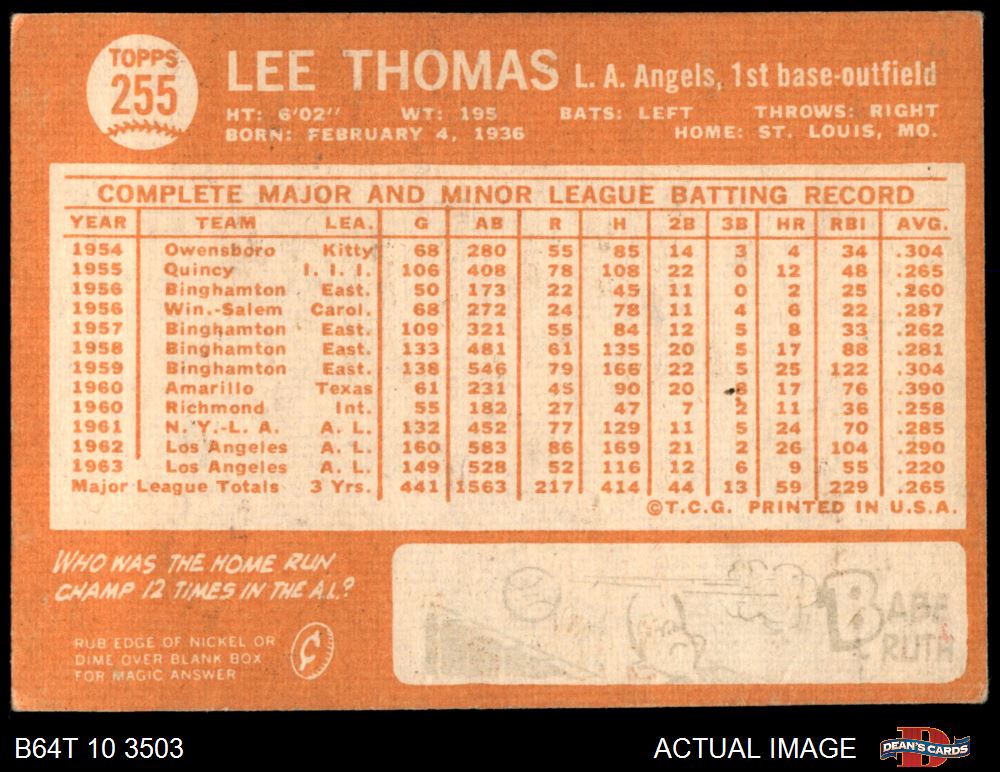 TOPPS
255
LEE THOMAS L. A. Angels, 1st base-outfield
HT: 6'02" WT: 195 BATS: LEFT THROWS: RIGHT
BORN: FEBRUARY 4, 1936 HOME: ST. LOUIS, MO.
COMPLETE MAJOR AND MINOR LEAGUE BATTING RECORD
YEAR TEAM LEA. G AB R H 2B 3B HR RBI AVG.
1954 Owensboro Kitty 68 280 55 85 14 3 4 34 .304
1955 Quincy I. I. I. 106 408 78 108 22 0 12 48 .265
1956 Binghamton East. 50 173 22 45 11 0 2 25 .260
1956 Win.-Salem Carol. 68 272 24 78 11 4 6 22 .287
1957 Binghamton East. 109 321 55 84 12 5 8 33 .262
1958 Binghamton East. 133 481 61 135 20 5 17 88 .281
1959 Binghamton East. 138 546 79 166 22 5 25 122 .304
1960 Amarillo Texas 61 231 45 90 20 8 17 76 .390
1960 Richmond Int. 55 182 27 47 7 2 11 36 .258
1961 N. Y.-L. A. A. L. 132 452 77 129 11 5 24 70 .285
1962 Los Angeles A. L. 160 583 86 169 21 2 26 104 .290
1963 Los Angeles A. L. 149 528 52 116 12 6 9 55 .220
Major League Totals 3 Yrs. 441 1563 217 414 44 13 59 229 .265
©T.C.G. PRINTED IN U.S.A.
WHO WAS THE HOME RUN
CHAMP 12 TIMES IN THE A.L.?
RUB EDGE OF NICKEL OR
DIME OVER BLANK BOX
FOR MAGIC ANSWER
BABE
RUTH
B64T 10 3503 ACTUAL IMAGE DEAN'S CARDS